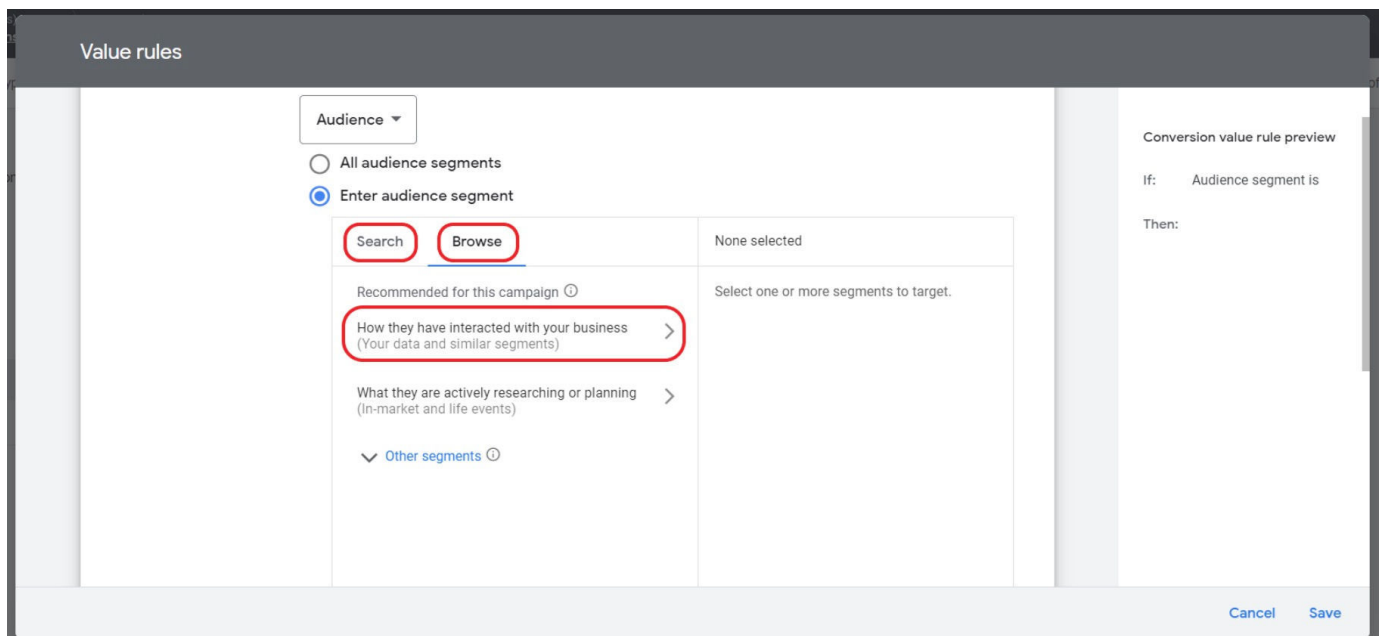 Value rules
Audience
All audience segments
Enter audience segment
Search Browse
None selected
Recommended for this campaign
Select one or more segments to target.
How they have interacted with your business
(Your data and similar segments)
What they are actively researching or planning
(In-market and life events)
Other segments
Conversion value rule preview
If: Audience segment is
Then:
Cancel Save